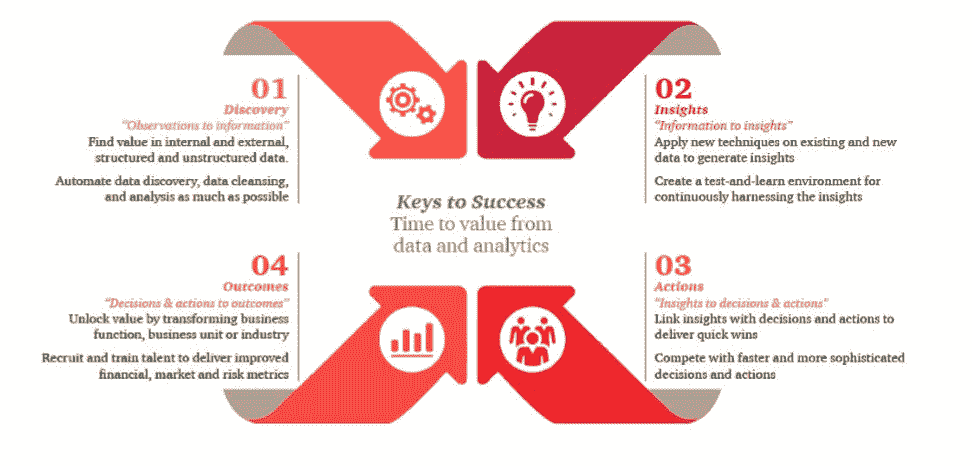 01
Discovery
"Observations to information"
Find value in internal and external,
structured and unstructured data.
Automate data discovery, data cleansing,
and analysis as much as possible
02
Insights
"Information to insights"
Apply new techniques on existing and new
data to generate insights
Create a test-and-learn environment for
continuously harnessing the insights
Keys to Success
Time to value from
data and analytics
04
Outcomes
"Decisions & actions to outcomes"
Unlock value by transforming business
function, business unit or industry
Recruit and train talent to deliver improved
financial, market and risk metrics
03
Actions
"Insights to decisions & actions"
Link insights with decisions and actions to
deliver quick wins
Compete with faster and more sophisticated
decisions and actions